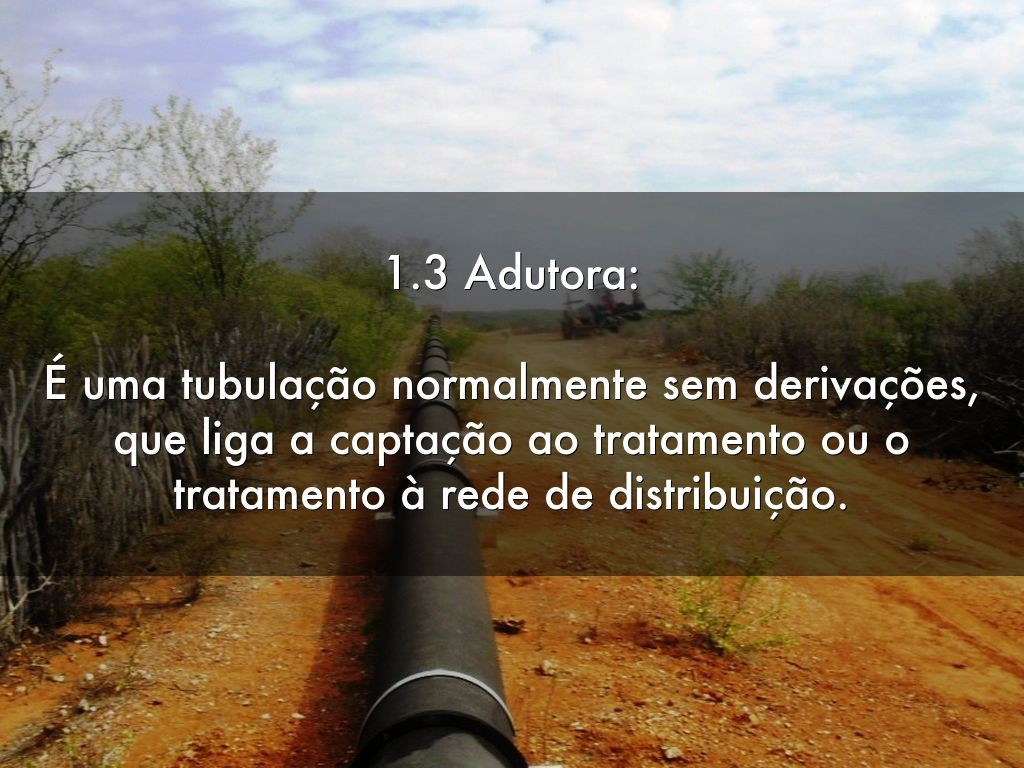 1.3 Adutora:
É uma tubulação normalmente sem derivações,
que liga a captação ao tratamento ou o
tratamento à rede de distribuição.